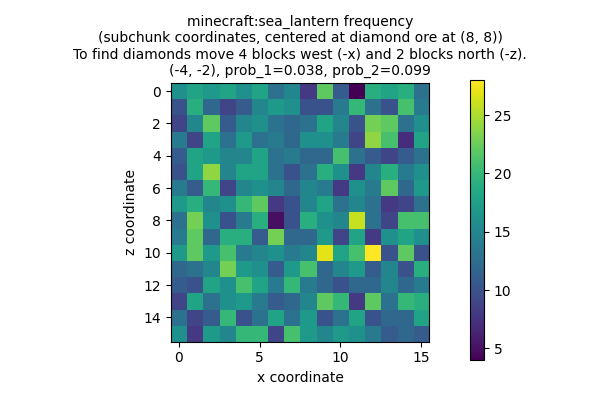 minecraft:sea_lantern frequency
(subchunk coordinates, centered at diamond ore at (8, 8))
To find diamonds move 4 blocks west (-x) and 2 blocks north (-z).
(-4, -2), prob_1=0.038, prob_2=0.099
0
2
4
6
8
10
12
14
z coordinate
0
5
10
15
x coordinate
25
20
15
10
5